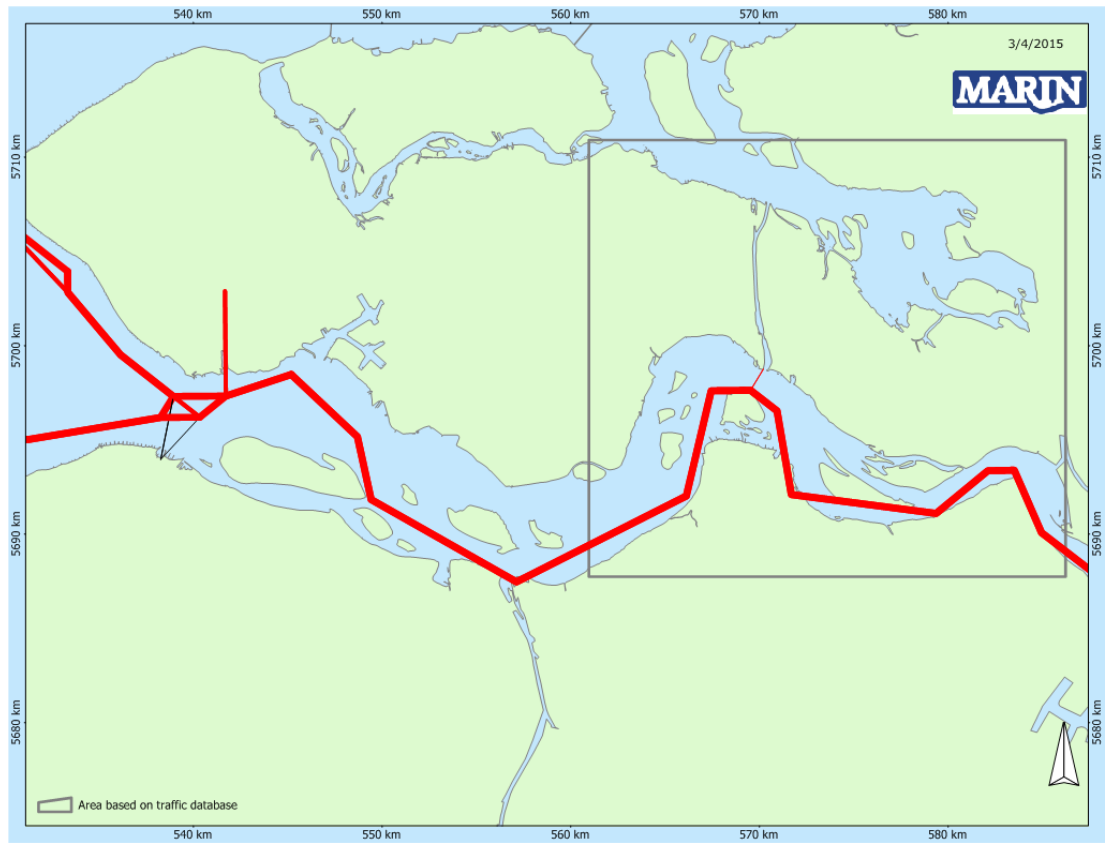 540 km 550 km 560 km 570 km 580 km
3/4/2015
MARIN
5710 km 5710 km
5700 km 5700 km
5690 km 5690 km
5680 km 5680 km
Area based on traffic database
540 km 550 km 560 km 570 km 580 km